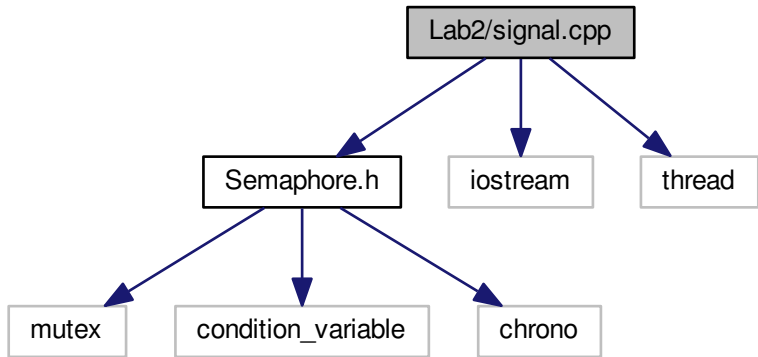 Lab2/signal.cpp
Semaphore.h
iostream
thread
mutex
condition_variable
chrono